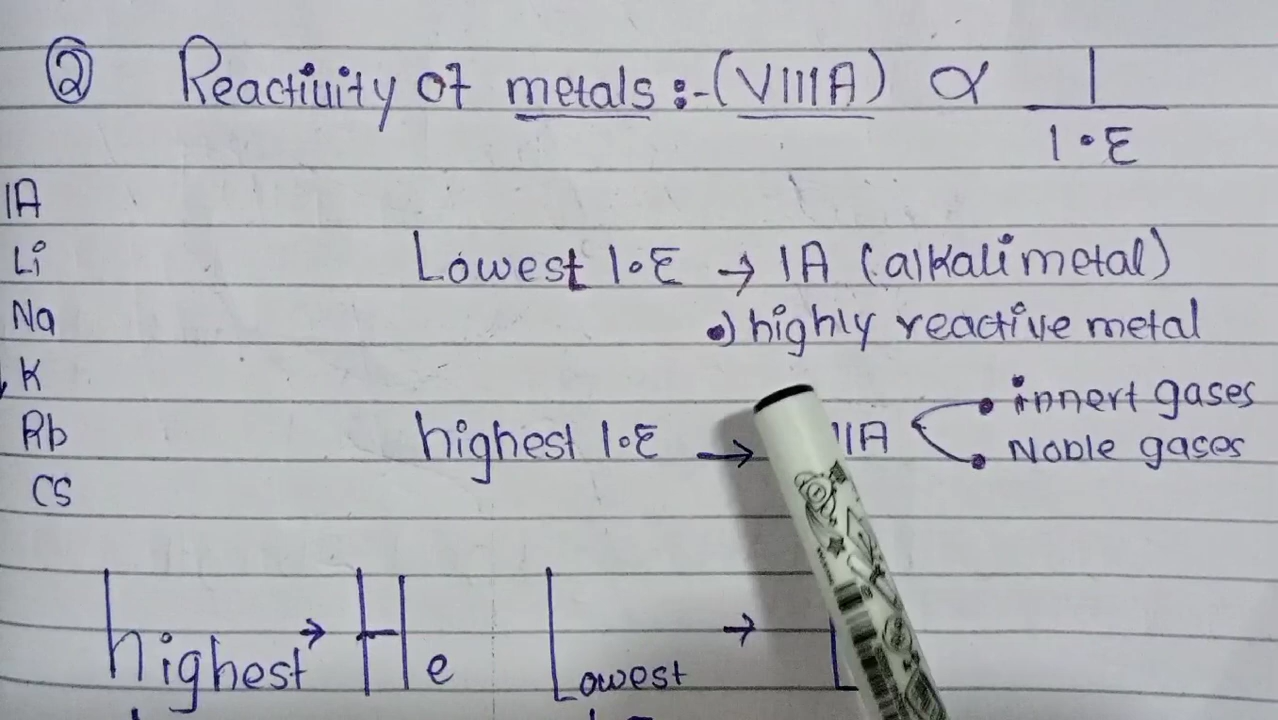 ② Reactivity of metals :- (VIIIA) ∝ 1 / I.E
IA
Li
Na
K
Rb
CS
Lowest I.E → IA (alkali metal)
•) highly reactive metal
highest I.E → IIA
• innert gases
• Noble gases
highest → He
Lowest →